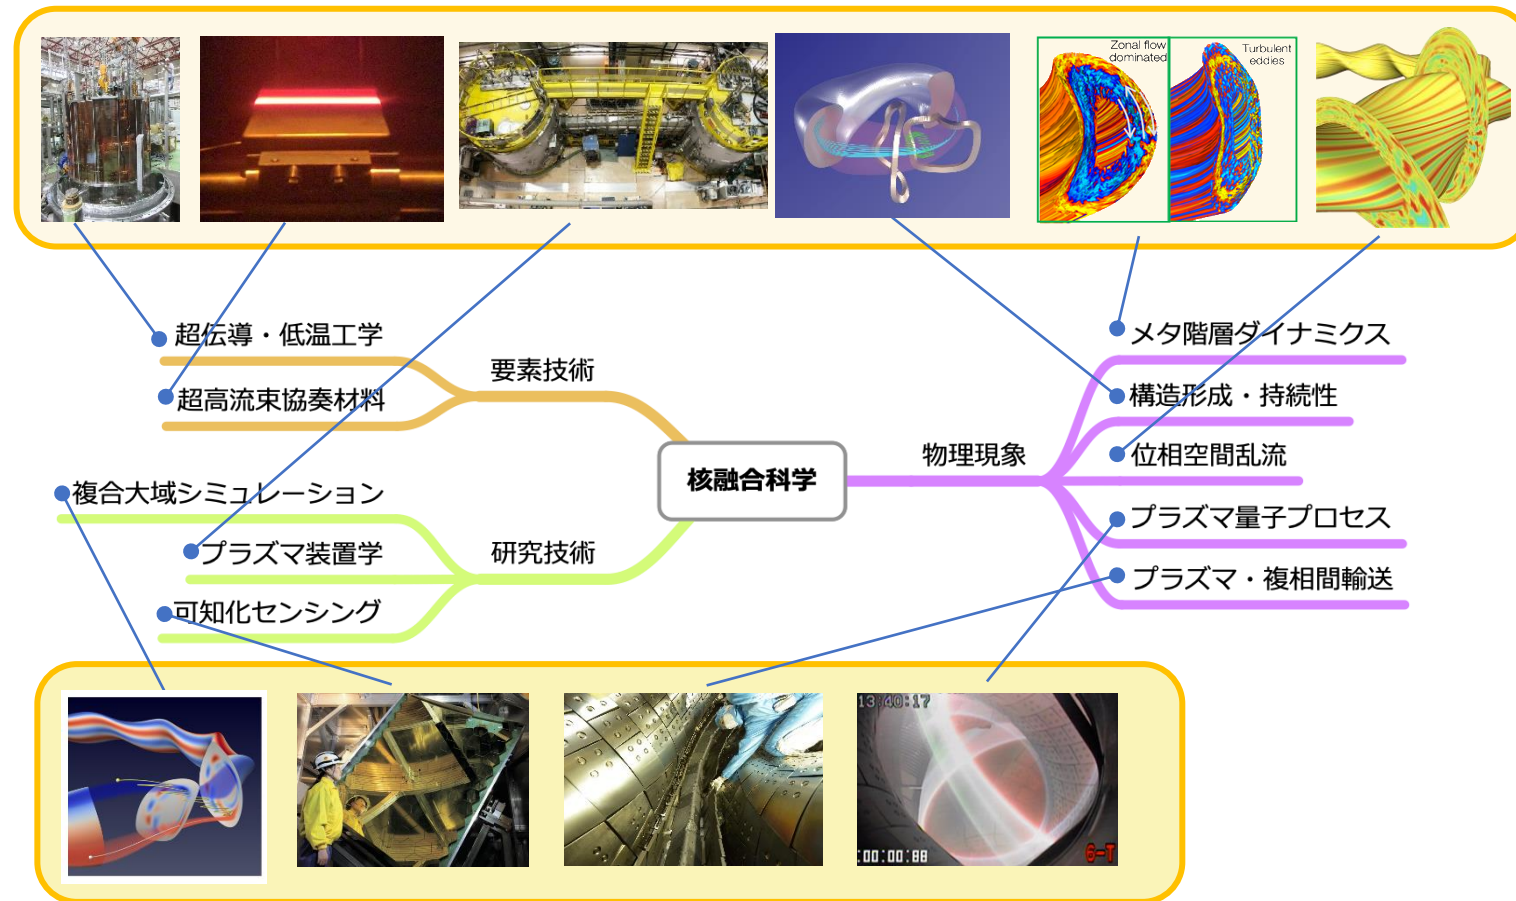 Zonal flow
dominated
Turbulent
eddies
超伝導・低温工学
超高流束協奏材料
要素技術
複合大域シミュレーション
プラズマ装置学
可知化センシング
研究技術
核融合科学
物理現象
メタ階層ダイナミクス
構造形成・持続性
位相空間乱流
プラズマ量子プロセス
プラズマ・複相間輸送
13:40:17
:00:00:88
6-T